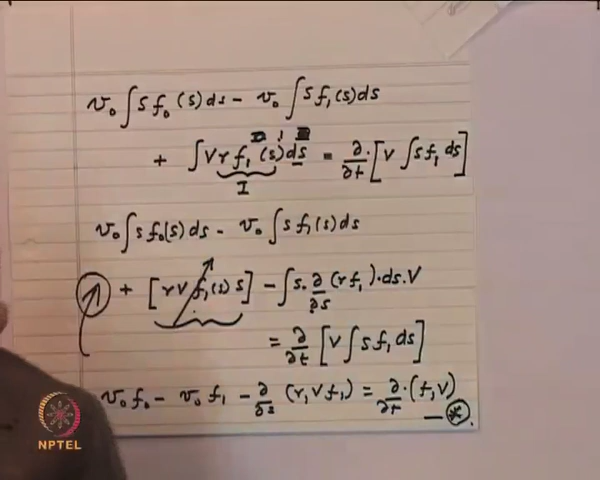 v₀ ∫ s f₀ (s) ds − v₀ ∫ s f₁ (s) ds
+ ∫ V r f₁ (s) ds = ∂/∂t [ V ∫ s f₁ ds ]
I
v₀ ∫ s f₀(s) ds − v₀ ∫ s f₁ (s) ds
+ [ r V f₁(s) s ] − ∫ s · ∂/∂s (r f₁) · ds · V
= ∂/∂t [ V ∫ s f₁ ds ]
v₀ f₀ − v₀ f₁ − ∂/∂s (r, V f₁) = ∂/∂t · (f₁ V)
— *
NPTEL